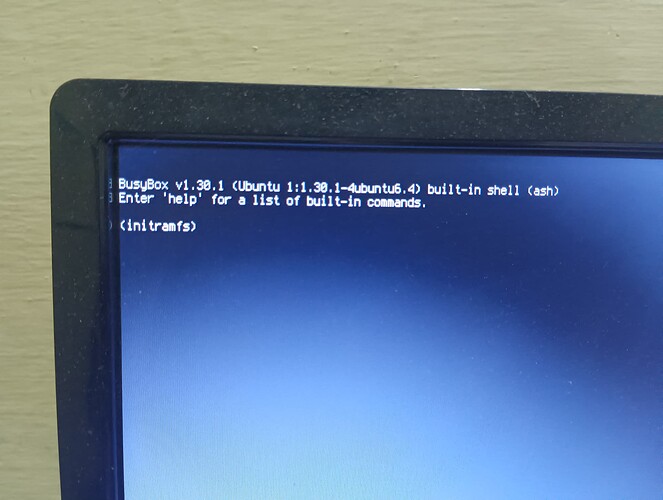 BusyBox v1.30.1 (Ubuntu 1:1.30.1-4ubuntu6.4) built-in shell (ash)
Enter 'help' for a list of built-in commands.
(initramfs)